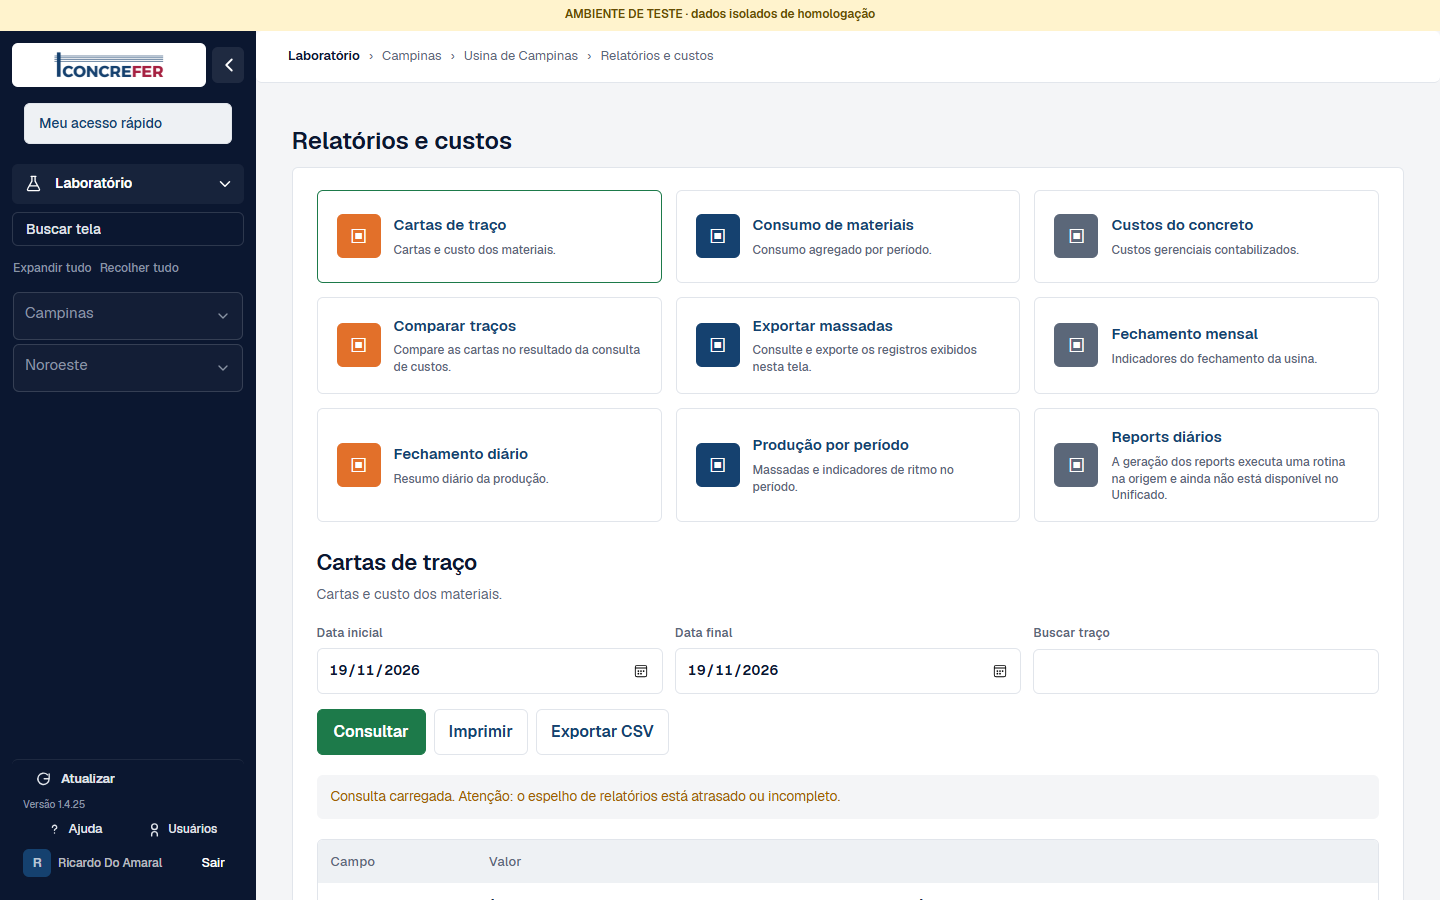 AMBIENTE DE TESTE · dados isolados de homologação
CONCREFER
Meu acesso rápido
Laboratório
Buscar tela
Expandir tudo Recolher tudo
Campinas
Noroeste
Atualizar
Versão 1.4.25
? Ajuda
Usuários
R Ricardo Do Amaral
Sair
Laboratório › Campinas › Usina de Campinas › Relatórios e custos
Relatórios e custos
Cartas de traço
Cartas e custo dos materiais.
Consumo de materiais
Consumo agregado por período.
Custos do concreto
Custos gerenciais contabilizados.
Comparar traços
Compare as cartas no resultado da consulta
de custos.
Exportar massadas
Consulte e exporte os registros exibidos
nesta tela.
Fechamento mensal
Indicadores do fechamento da usina.
Fechamento diário
Resumo diário da produção.
Produção por período
Massadas e indicadores de ritmo no
período.
Reports diários
A geração dos reports executa uma rotina
na origem e ainda não está disponível no
Unificado.
Cartas de traço
Cartas e custo dos materiais.
Data inicial
19/11/2026
Data final
19/11/2026
Buscar traço
Consultar
Imprimir
Exportar CSV
Consulta carregada. Atenção: o espelho de relatórios está atrasado ou incompleto.
Campo Valor